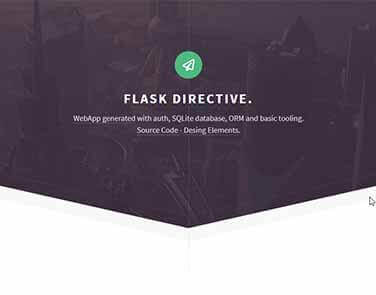 FLASK DIRECTIVE.
WebApp generated with auth, SQLite database, ORM and basic tooling.
Source Code - Desing Elements.